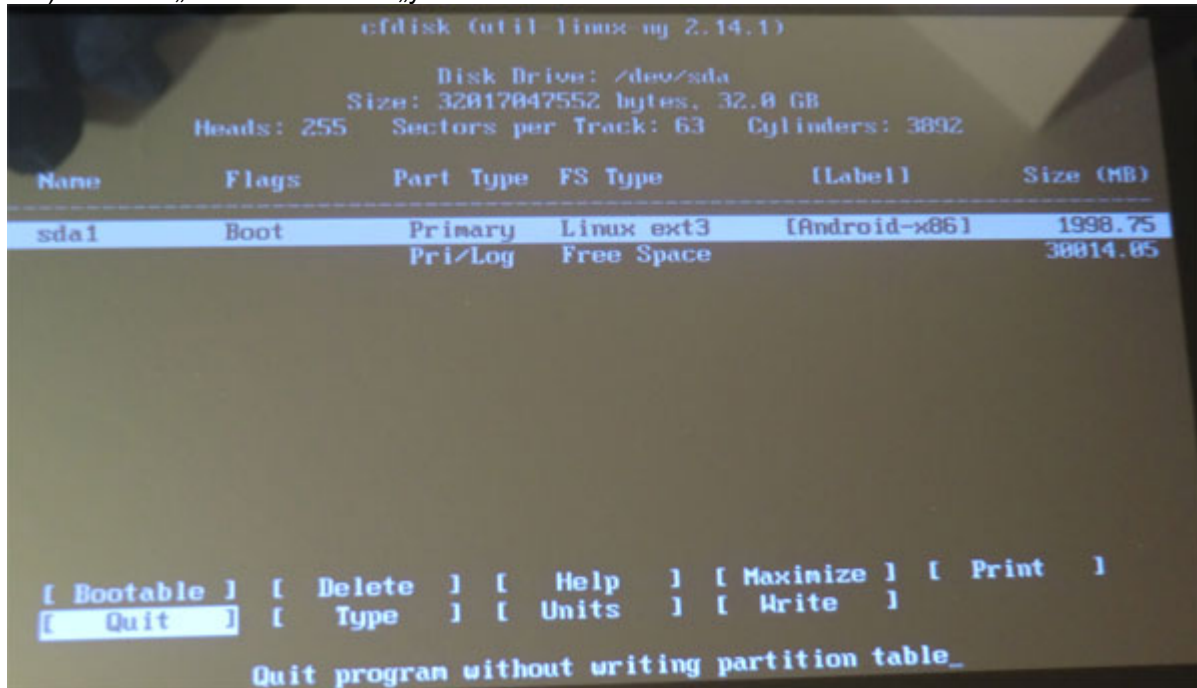 cfdisk (util-linux-ng 2.14.1)
Disk Drive: /dev/sda
Size: 32017047552 bytes, 32.0 GB
Heads: 255 Sectors per Track: 63 Cylinders: 3892
Name Flags Part Type FS Type [Label] Size (MB)
sda1 Boot Primary Linux ext3 [Android-x86] 1998.75
Pri/Log Free Space 30014.05
[ Bootable ] [ Delete ] [ Help ] [ Maximize ] [ Print ]
[ Quit ] [ Type ] [ Units ] [ Write ]
Quit program without writing partition table_